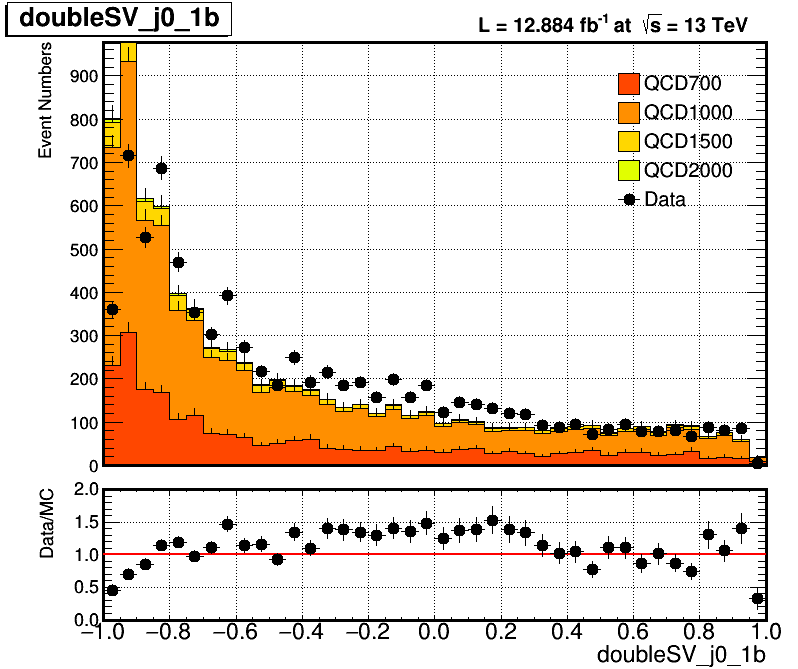 doubleSV_j0_1b
L = 12.884 fb⁻¹ at √s = 13 TeV
Event Numbers
900
800
700
600
500
400
300
200
100
0
QCD700
QCD1000
QCD1500
QCD2000
Data
Data/MC
2.0
1.5
1.0
0.5
0.0
−1.0 −0.8 −0.6 −0.4 −0.2 0.0 0.2 0.4 0.6 0.8 1.0
doubleSV_j0_1b